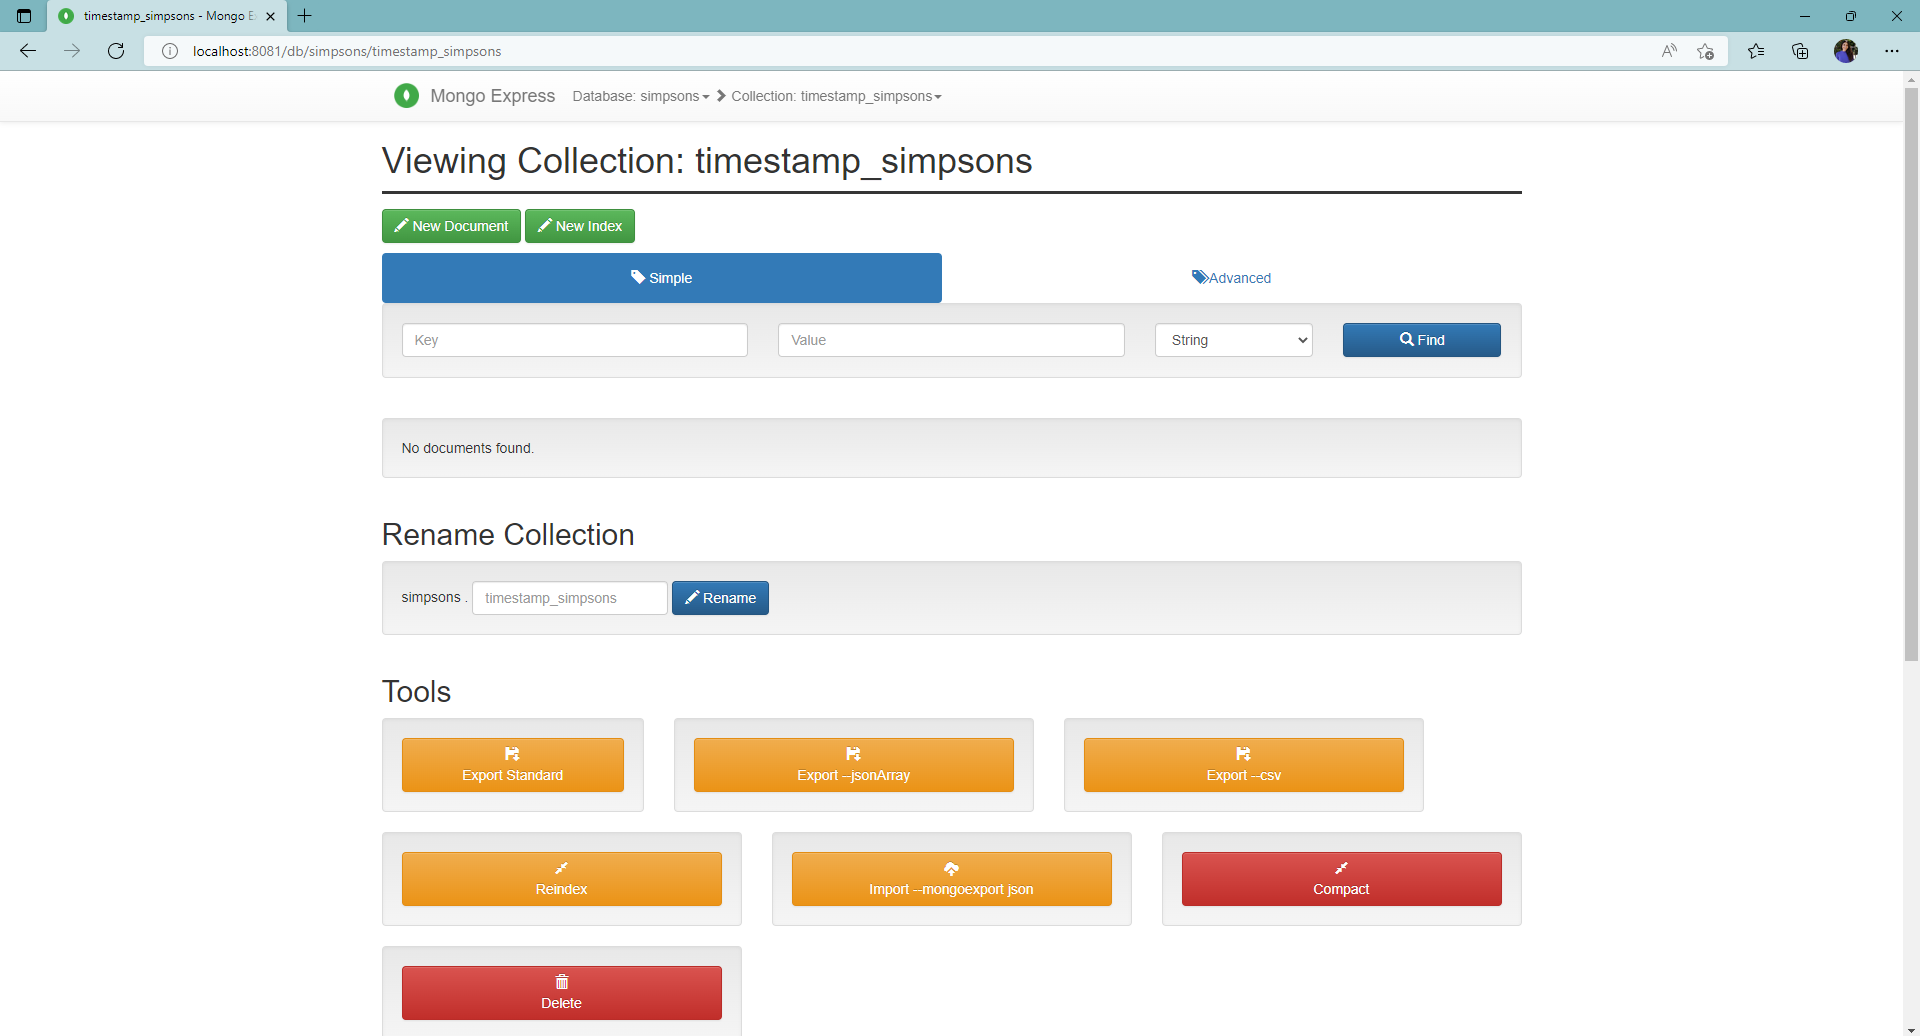 timestamp_simpsons - Mongo E
localhost:8081/db/simpsons/timestamp_simpsons
Mongo Express Database: simpsons Collection: timestamp_simpsons
Viewing Collection: timestamp_simpsons
New Document New Index
Simple Advanced
Key Value String Find
No documents found.
Rename Collection
simpsons . timestamp_simpsons Rename
Tools
Export Standard Export --jsonArray Export --csv
Reindex Import --mongoexport json Compact
Delete